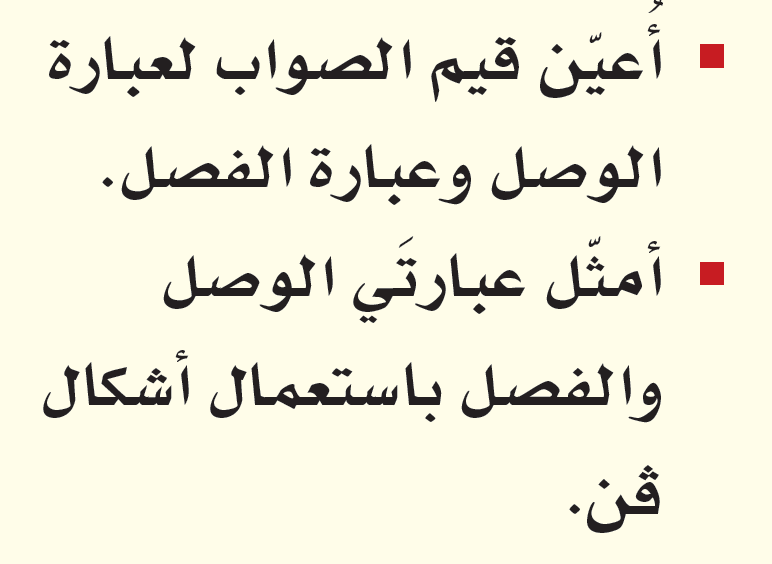 أُعيّن قيم الصواب لعبارة
الوصل وعبارة الفصل.
أمثّل عبارتَي الوصل
والفصل باستعمال أشكال
ڤن.